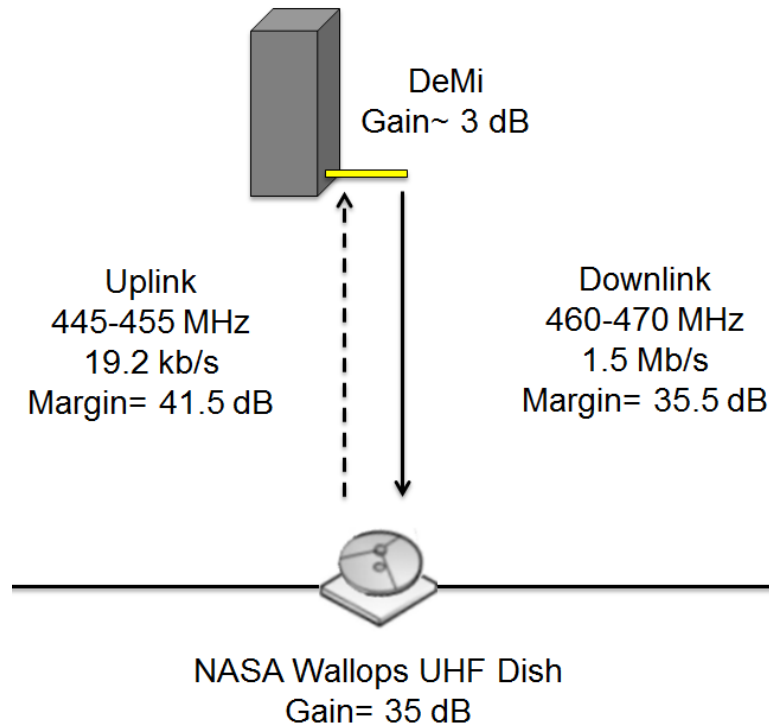 DeMi
Gain~ 3 dB
Uplink
445-455 MHz
19.2 kb/s
Margin= 41.5 dB
Downlink
460-470 MHz
1.5 Mb/s
Margin= 35.5 dB
NASA Wallops UHF Dish
Gain= 35 dB